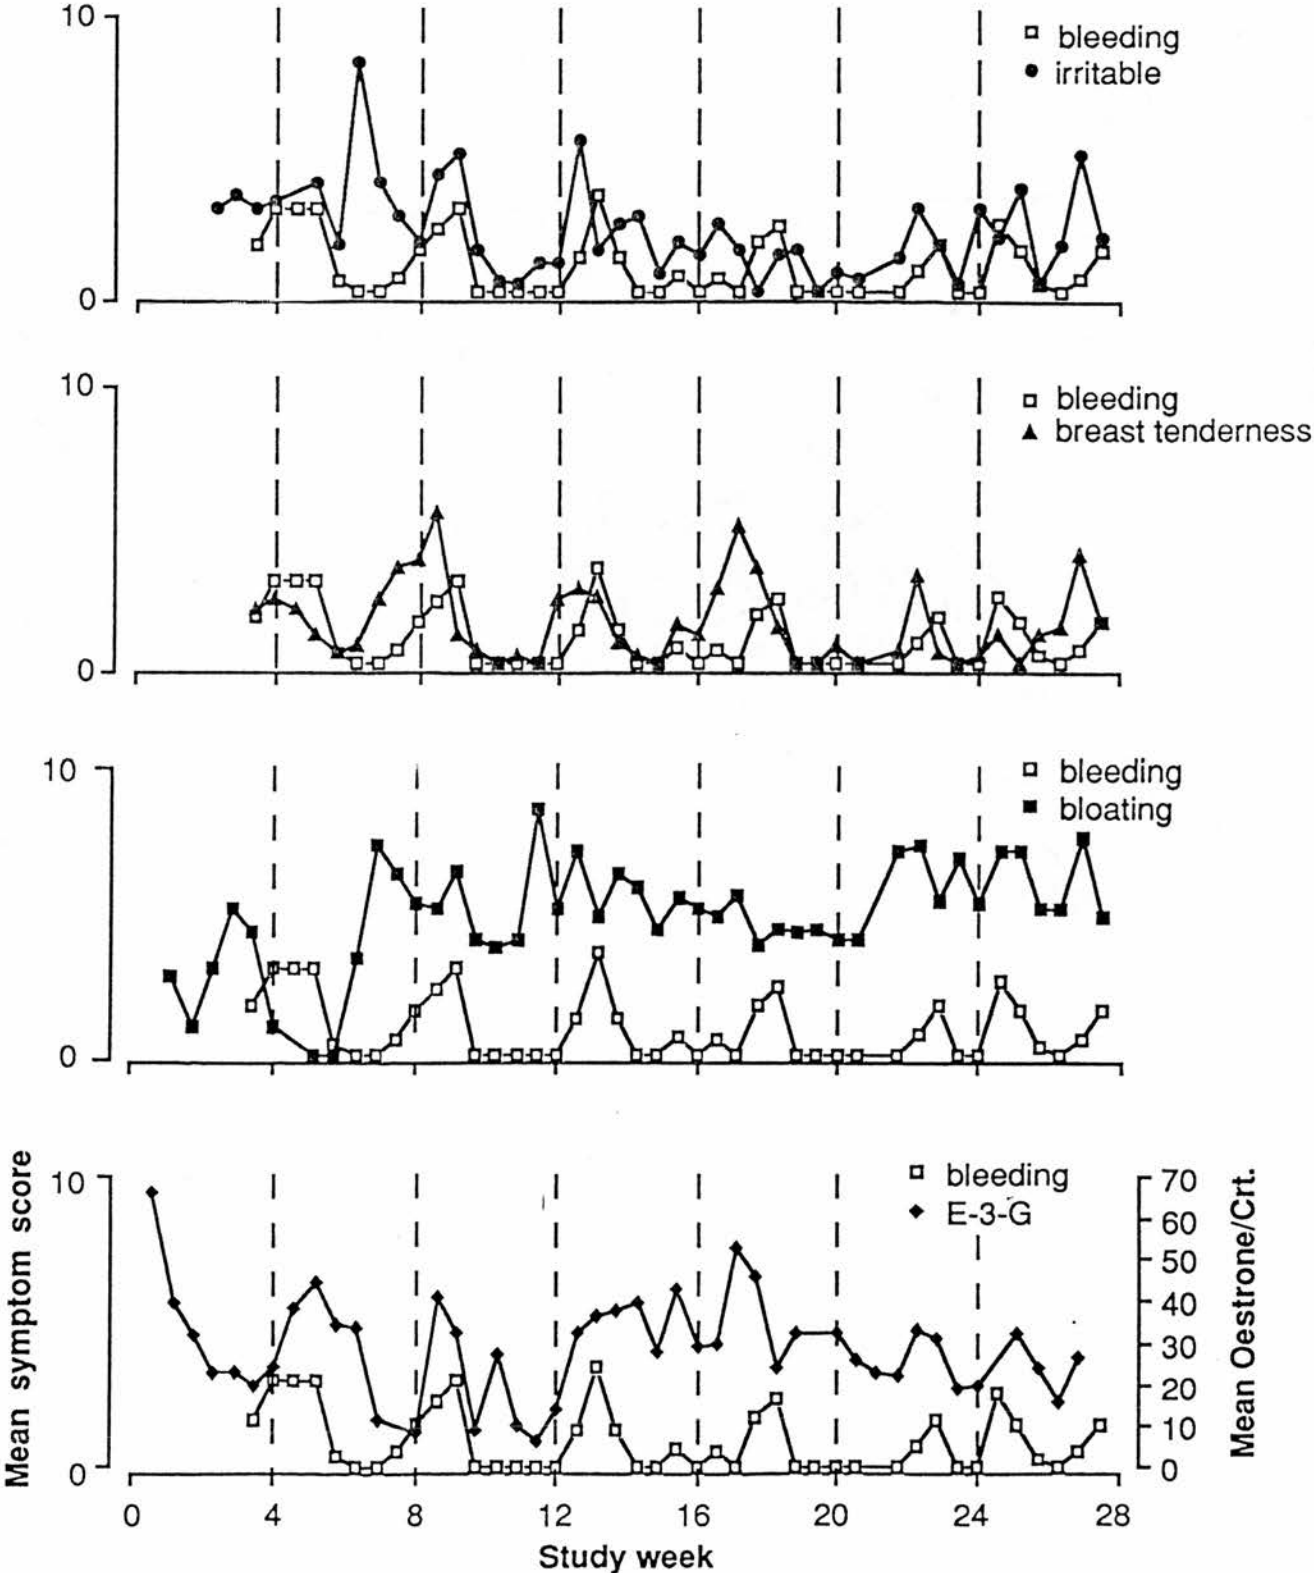 10
bleeding
irritable
0
10
bleeding
breast tenderness
0
10
bleeding
bloating
0
Mean symptom score
10
bleeding
E-3-G
0
70
60
50
40
30
20
10
0
Mean Oestrone/Crt.
0 4 8 12 16 20 24 28
Study week